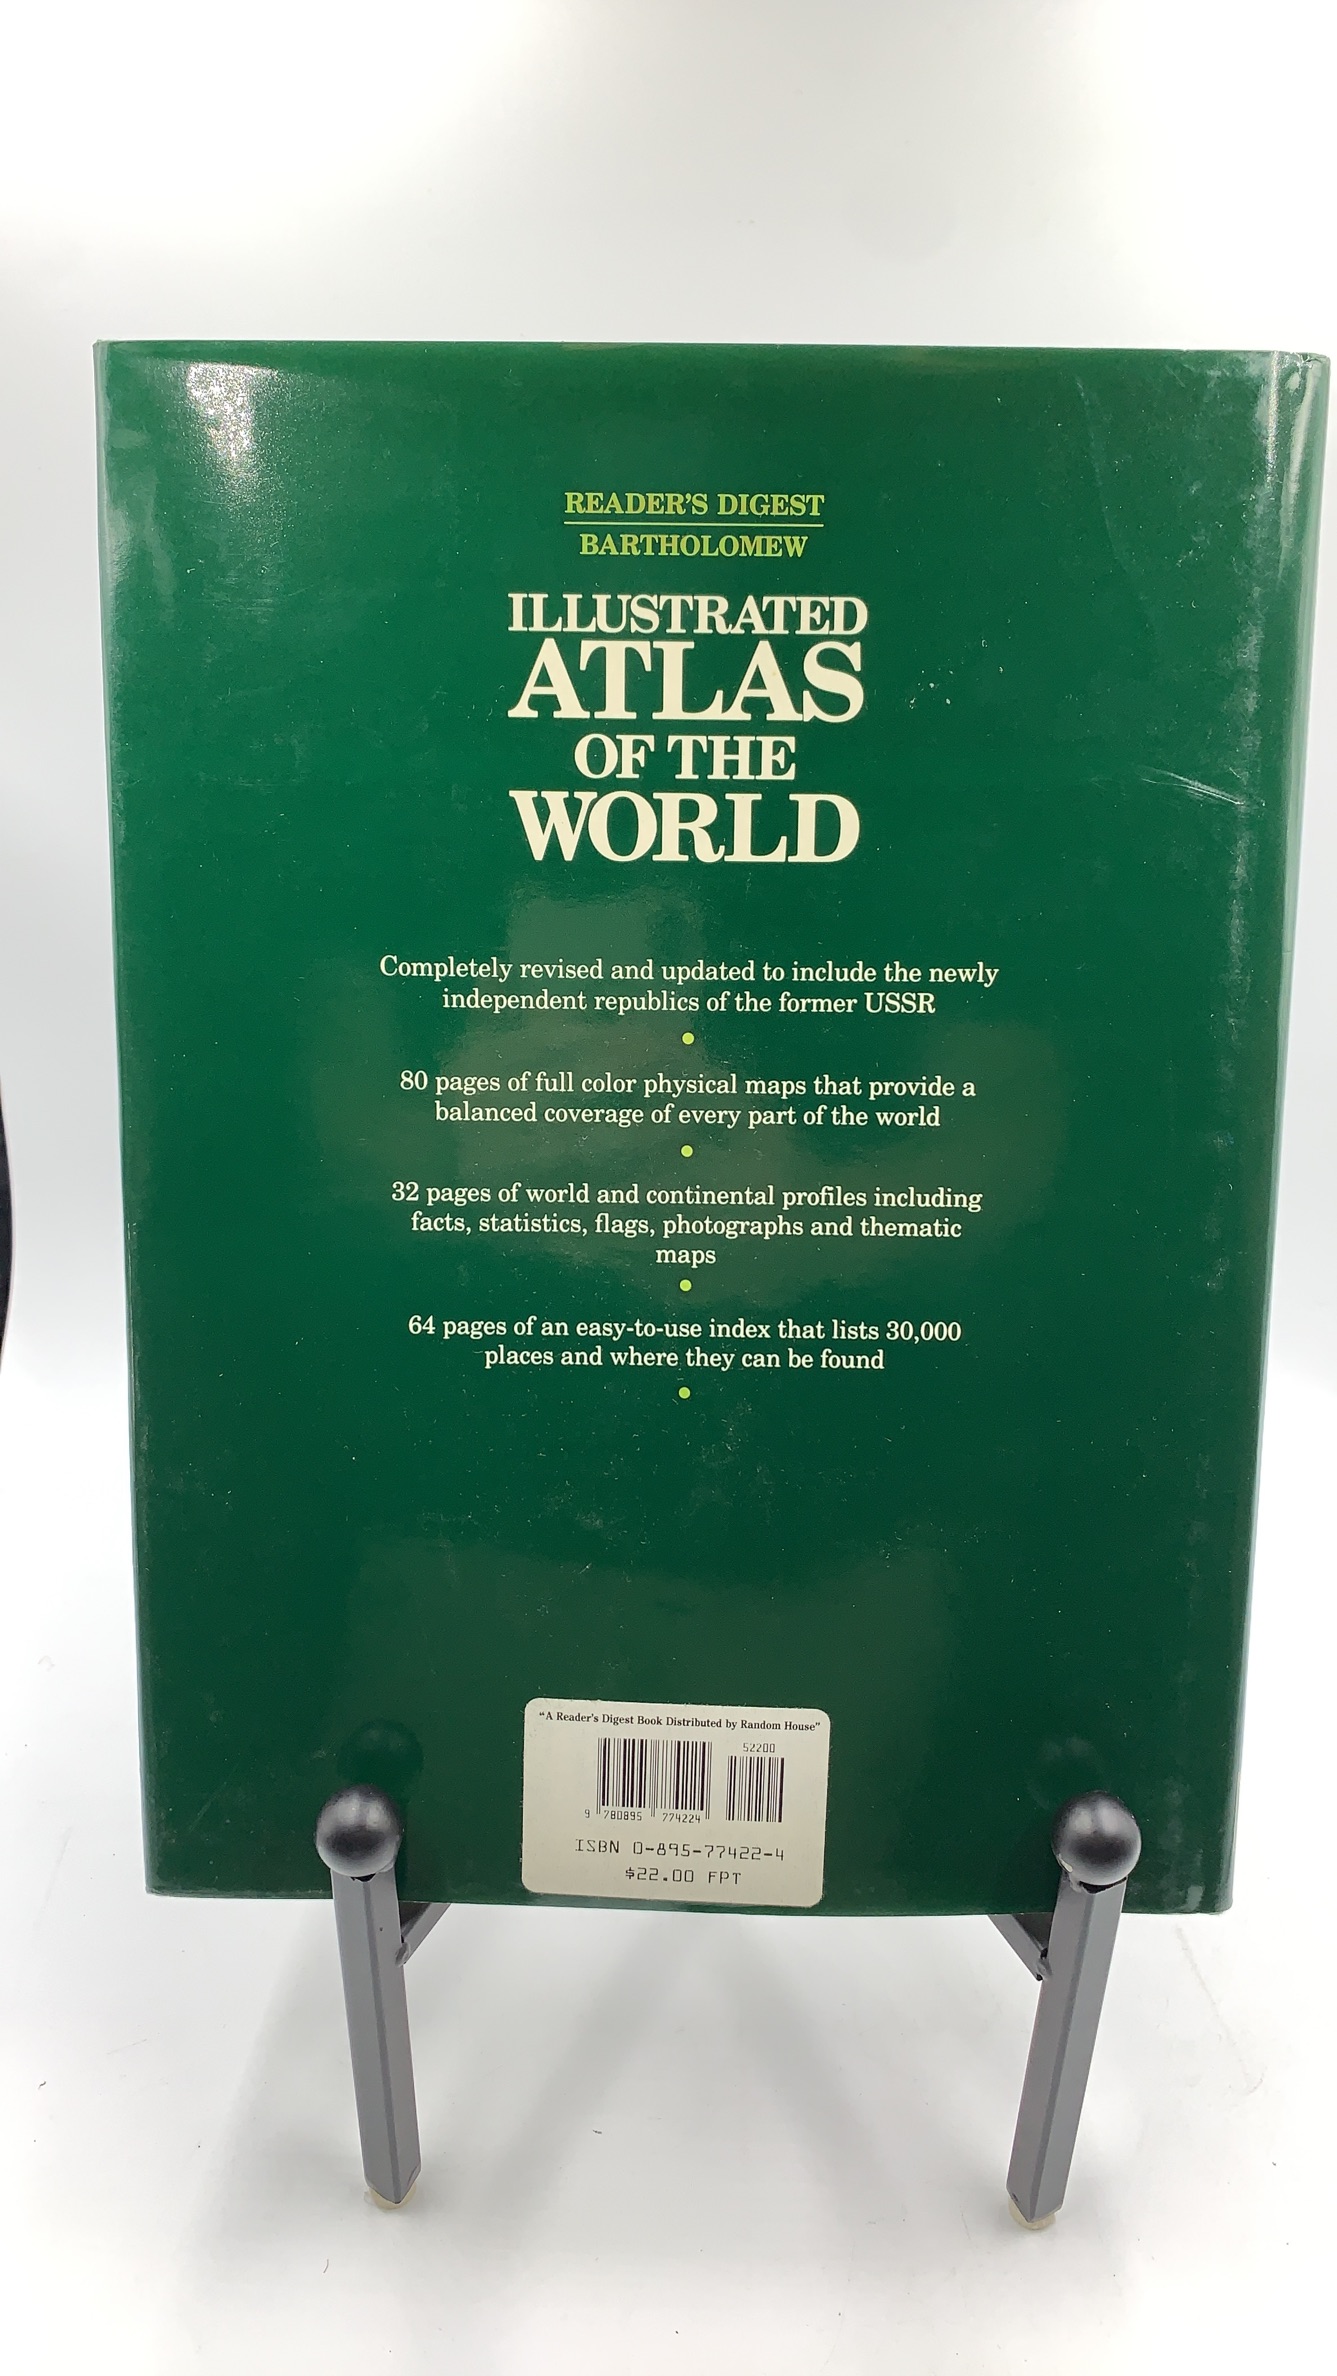 READER'S DIGEST
BARTHOLOMEW
ILLUSTRATED
ATLAS
OF THE
WORLD
Completely revised and updated to include the newly
independent republics of the former USSR
•
80 pages of full color physical maps that provide a
balanced coverage of every part of the world
•
32 pages of world and continental profiles including
facts, statistics, flags, photographs and thematic
maps
•
64 pages of an easy-to-use index that lists 30,000
places and where they can be found
•
"A Reader's Digest Book Distributed by Random House"
52200
9 780895 774224
ISBN 0-895-77422-4
$22.00 FPT